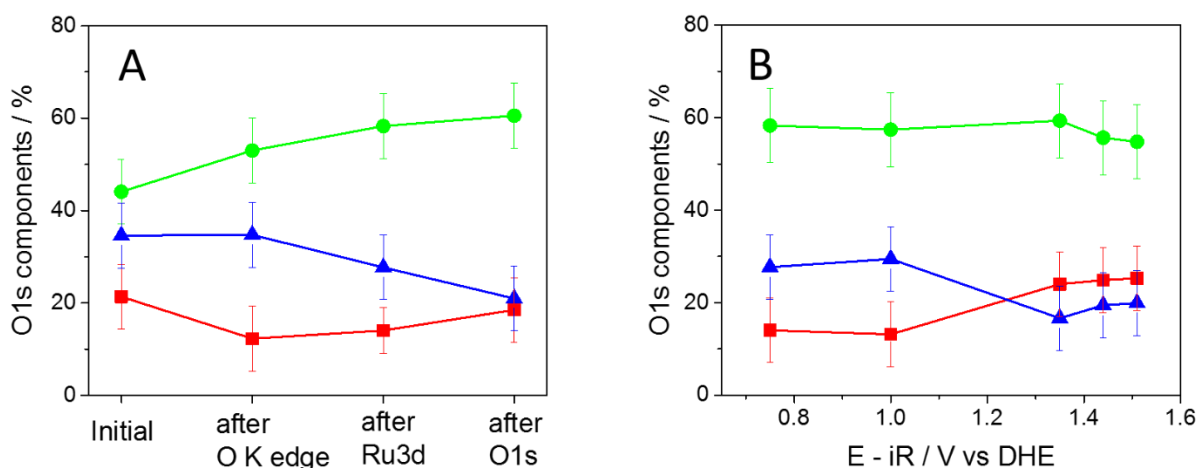 A
O1s components / %
80
60
40
20
0
Initial
after
O K edge
after
Ru3d
after
O1s
B
O1s components / %
80
60
40
20
0
0.8
1.0
1.2
1.4
1.6
E - iR / V vs DHE